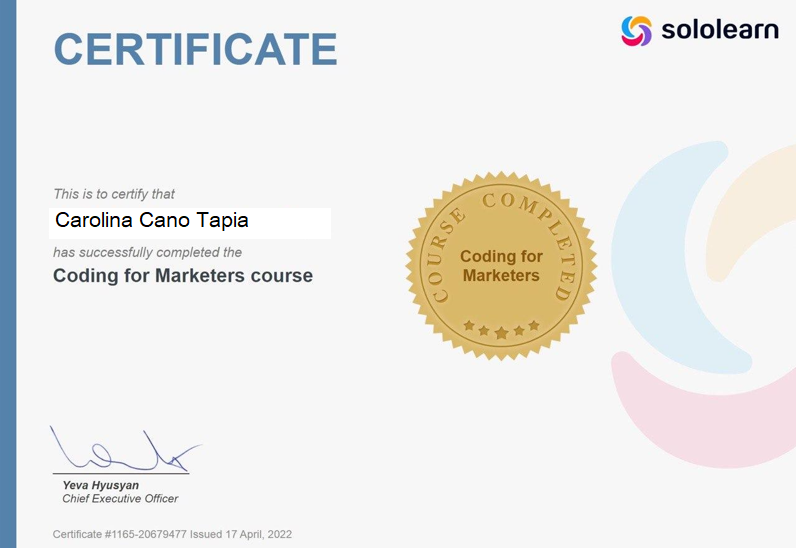 CERTIFICATE
sololearn
This is to certify that
Carolina Cano Tapia
has successfully completed the
Coding for Marketers course
COURSE COMPLETED
Coding for
Marketers
Yeva Hyusyan
Chief Executive Officer
Certificate #1165-20679477 Issued 17 April, 2022